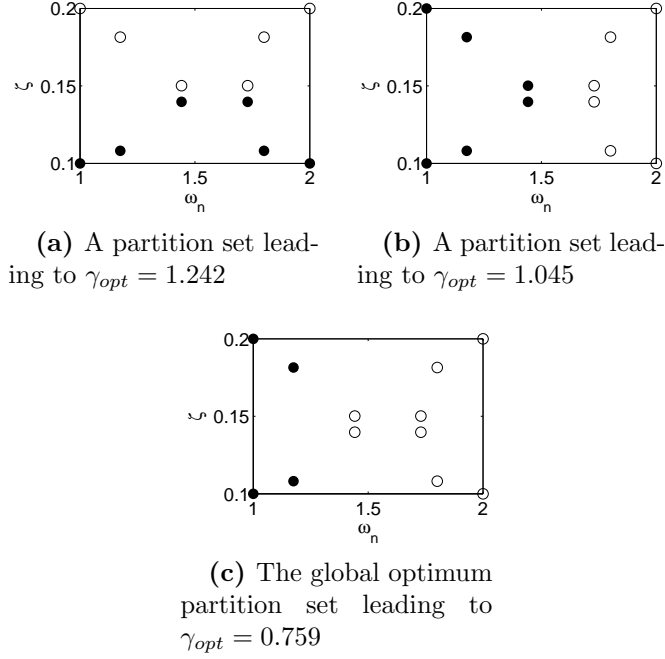 0.2
ζ 0.15
0.1
1 1.5 2
ω_n
(a) A partition set lead-
ing to γ_opt = 1.242
0.2
ζ 0.15
0.1
1 1.5 2
ω_n
(b) A partition set lead-
ing to γ_opt = 1.045
0.2
ζ 0.15
0.1
1 1.5 2
ω_n
(c) The global optimum
partition set leading to
γ_opt = 0.759